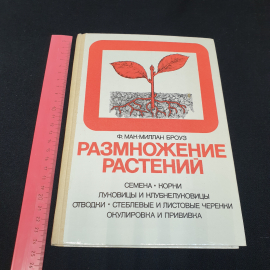 Ф. МАК-МИЛЛАН БРОУЗ
РАЗМНОЖЕНИЕ
РАСТЕНИЙ
СЕМЕНА • КОРНИ
ЛУКОВИЦЫ И КЛУБНЕЛУКОВИЦЫ
ОТВОДКИ • СТЕБЛЕВЫЕ И ЛИСТОВЫЕ ЧЕРЕНКИ
ОКУЛИРОВКА И ПРИВИВКА